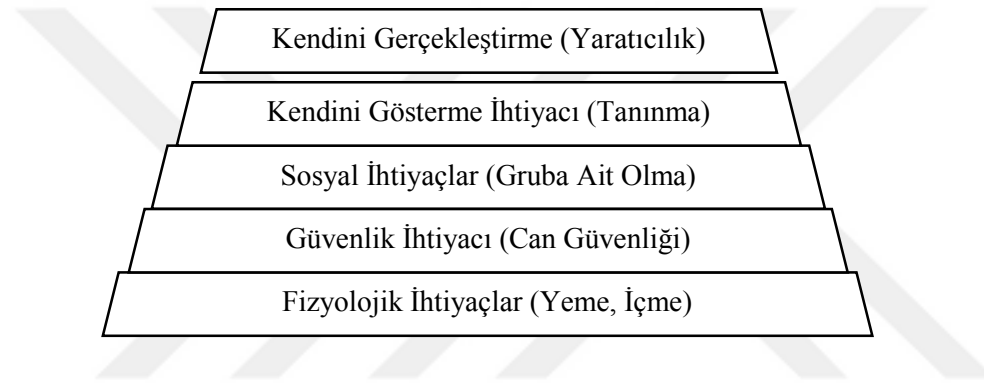 Kendini Gerçekleştirme (Yaratıcılık)
Kendini Gösterme İhtiyacı (Tanınma)
Sosyal İhtiyaçlar (Gruba Ait Olma)
Güvenlik İhtiyacı (Can Güvenliği)
Fizyolojik İhtiyaçlar (Yeme, İçme)